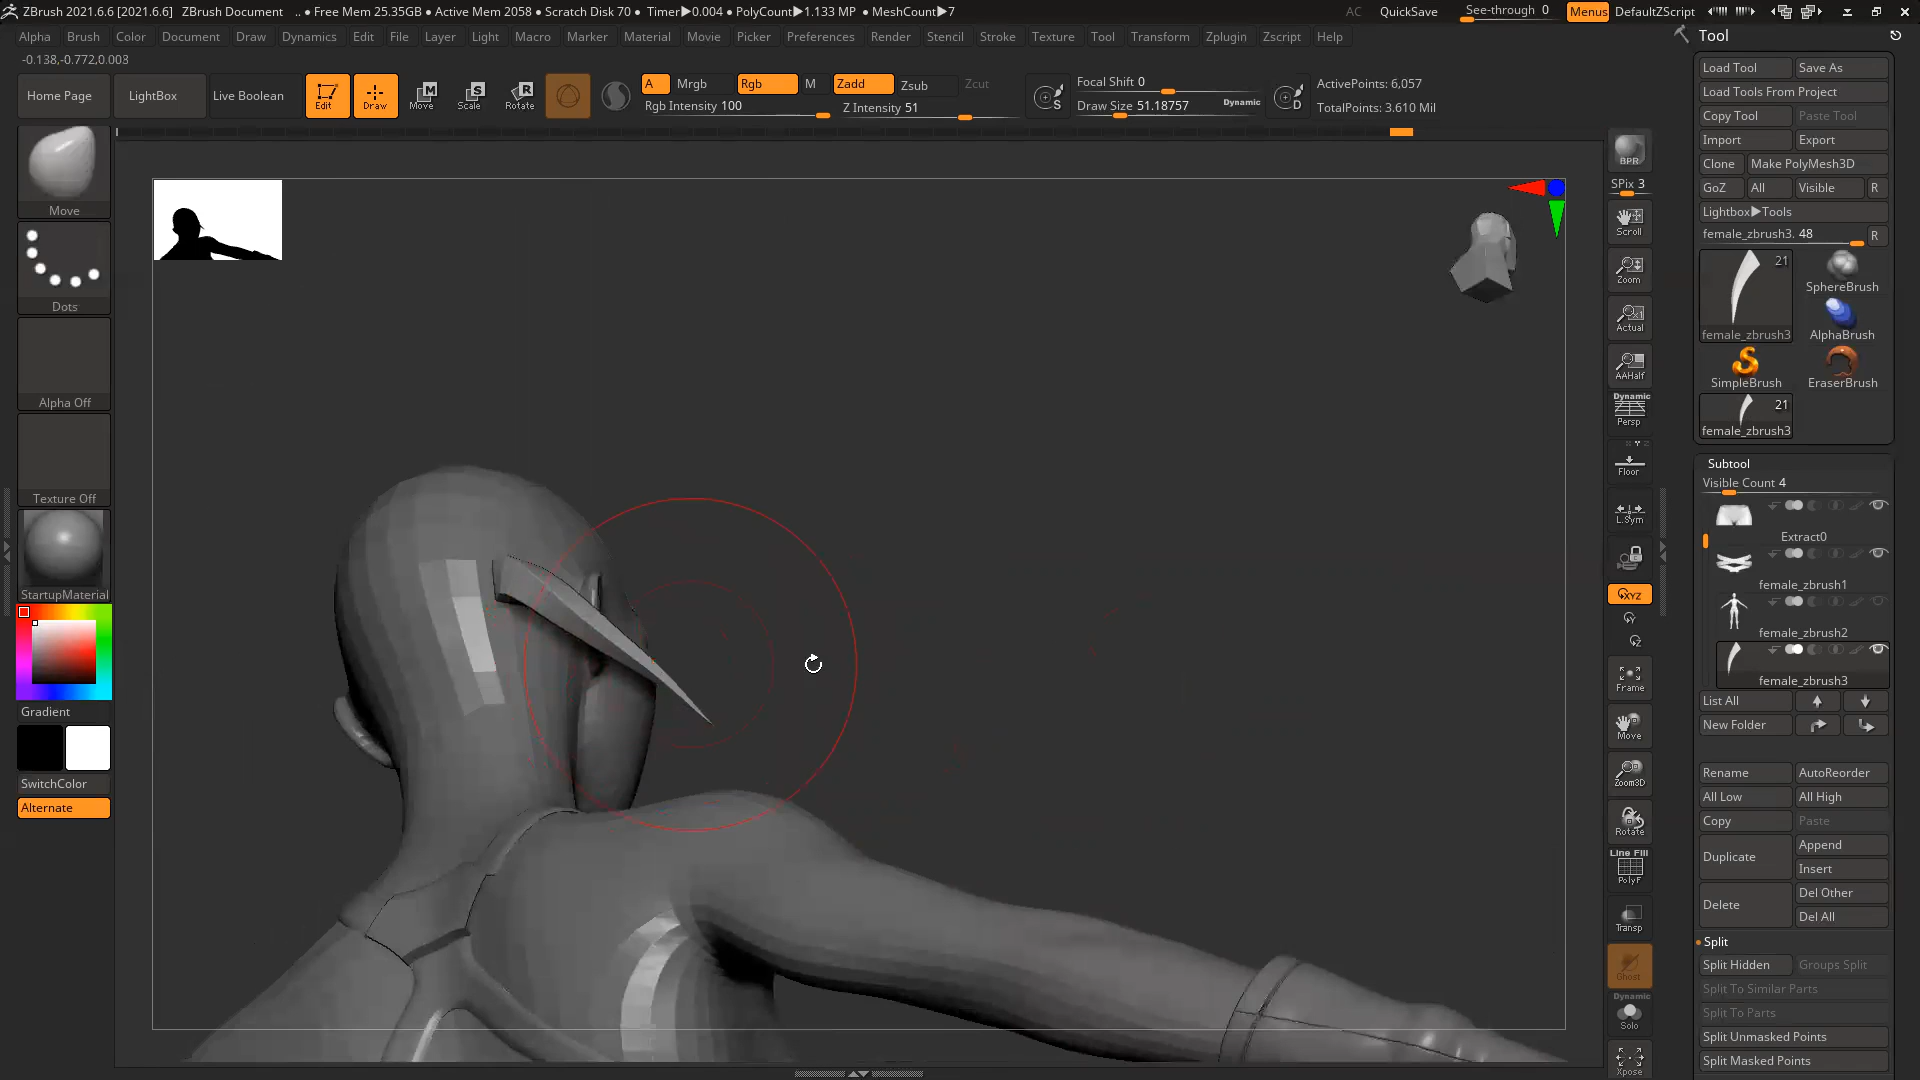 ZBrush 2021.6.6 [2021.6.6] ZBrush Document .. • Free Mem 25.35GB • Active Mem 2058 • Scratch Disk 70 • Timer▶0.004 • PolyCount▶1.133 MP • MeshCount▶7 AC QuickSave See-through 0 Menus DefaultZScript
Alpha Brush Color Document Draw Dynamics Edit File Layer Light Macro Marker Material Movie Picker Preferences Render Stencil Stroke Texture Tool Transform Zplugin Zscript Help
-0.138,-0.772,0.003
Home Page LightBox Live Boolean Edit Draw Move Scale Rotate
A Mrgb Rgb M Zadd Zsub Zcut
Rgb Intensity 100 Z Intensity 51
S Focal Shift 0
Draw Size 51.18757 Dynamic D
ActivePoints: 6,057
TotalPoints: 3.610 Mil
Move
Dots
Alpha Off
Texture Off
StartupMaterial
Gradient
SwitchColor
Alternate
BPR
SPix 3
Scroll
Zoom
Actual
AAHalf
Dynamic
Persp
Floor
L.Sym
XYZ
Y
Z
Frame
Move
Zoom3D
Rotate
Line Fill
PolyF
Transp
Ghost
Dynamic
Solo
Xpose
Tool
Load Tool Save As
Load Tools From Project
Copy Tool Paste Tool
Import Export
Clone Make PolyMesh3D
GoZ All Visible R
Lightbox▶Tools
female_zbrush3. 48 R
21
female_zbrush3
SphereBrush
AlphaBrush
SimpleBrush EraserBrush
21
female_zbrush3
Subtool
Visible Count 4
Extract0
female_zbrush1
female_zbrush2
female_zbrush3
List All
New Folder
Rename AutoReorder
All Low All High
Copy Paste
Duplicate Append
Insert
Delete Del Other
Del All
Split
Split Hidden Groups Split
Split To Similar Parts
Split To Parts
Split Unmasked Points
Split Masked Points